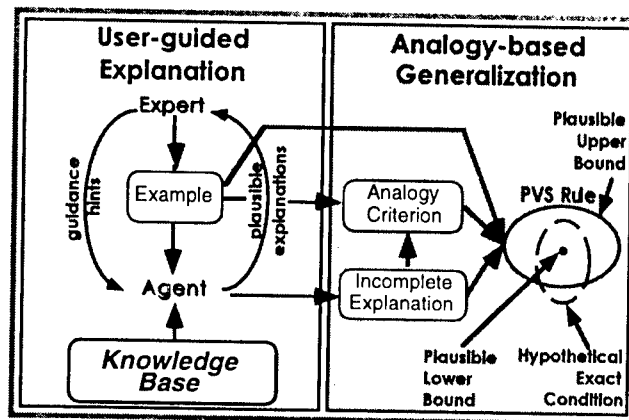 User-guided
Explanation
Expert
guidance
hints
Example
plausible
explanations
Agent
Knowledge
Base
Analogy-based
Generalization
Plausible
Upper
Bound
PVS Rule
Analogy
Criterion
Incomplete
Explanation
Plausible
Lower
Bound
Hypothetical
Exact
Condition